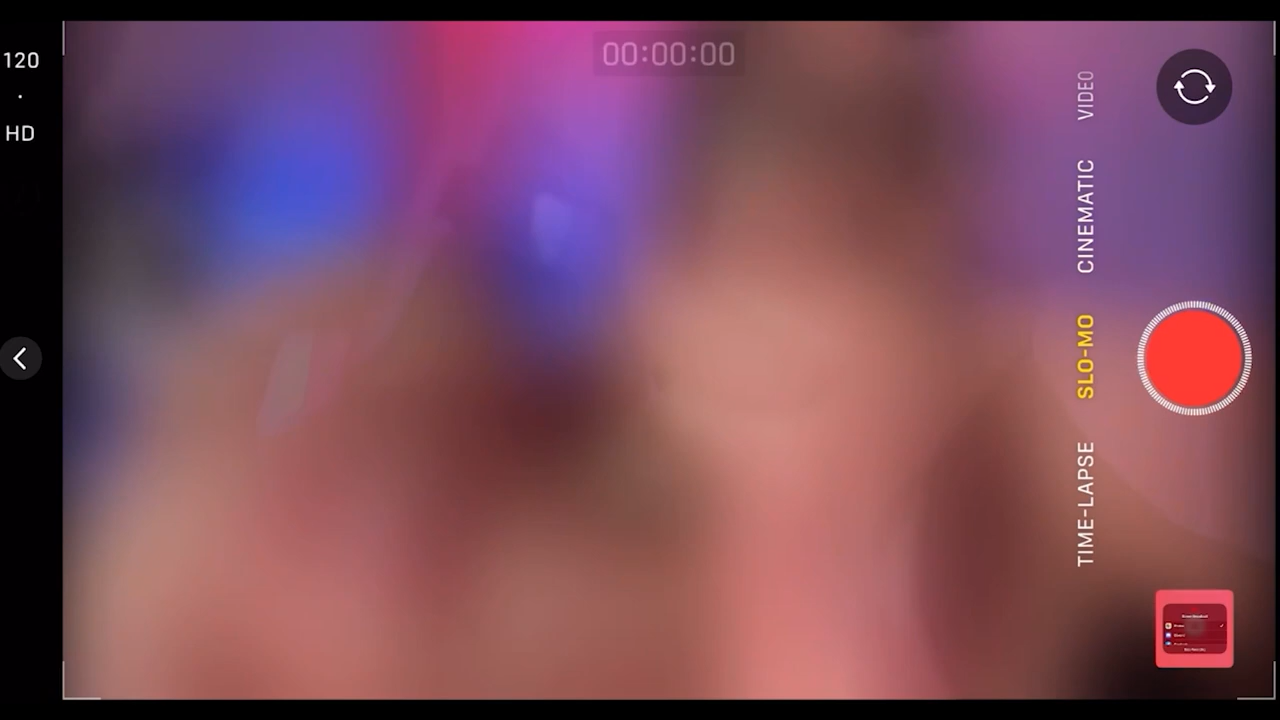 120
·
HD
00:00:00
VIDEO
CINEMATIC
SLO-MO
TIME-LAPSE